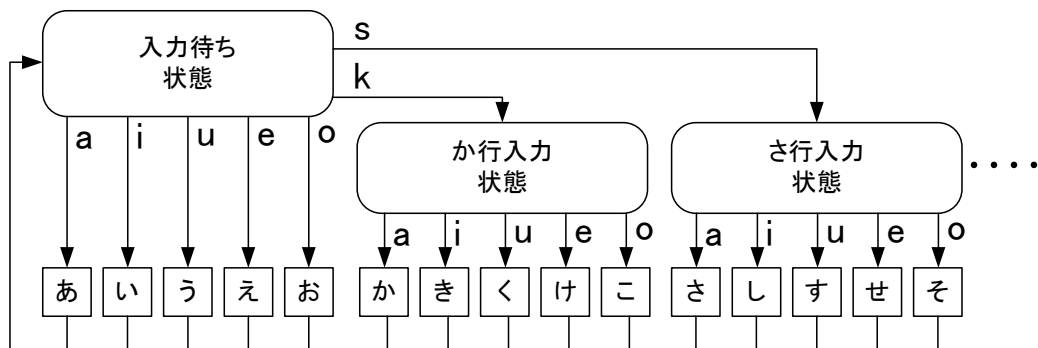 入力待ち
状態
s
k
a i u e o
か行入力
状態
さ行入力
状態
・・・・
a i u e o
a i u e o
あ い う え お
か き く け こ
さ し す せ そ